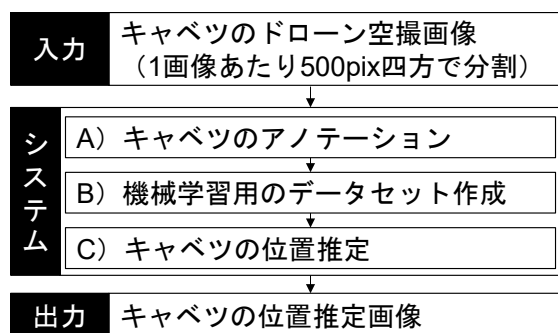 入力
キャベツのドローン空撮画像
（1画像あたり500pix四方で分割）
システム
A）キャベツのアノテーション
B）機械学習用のデータセット作成
C）キャベツの位置推定
出力
キャベツの位置推定画像